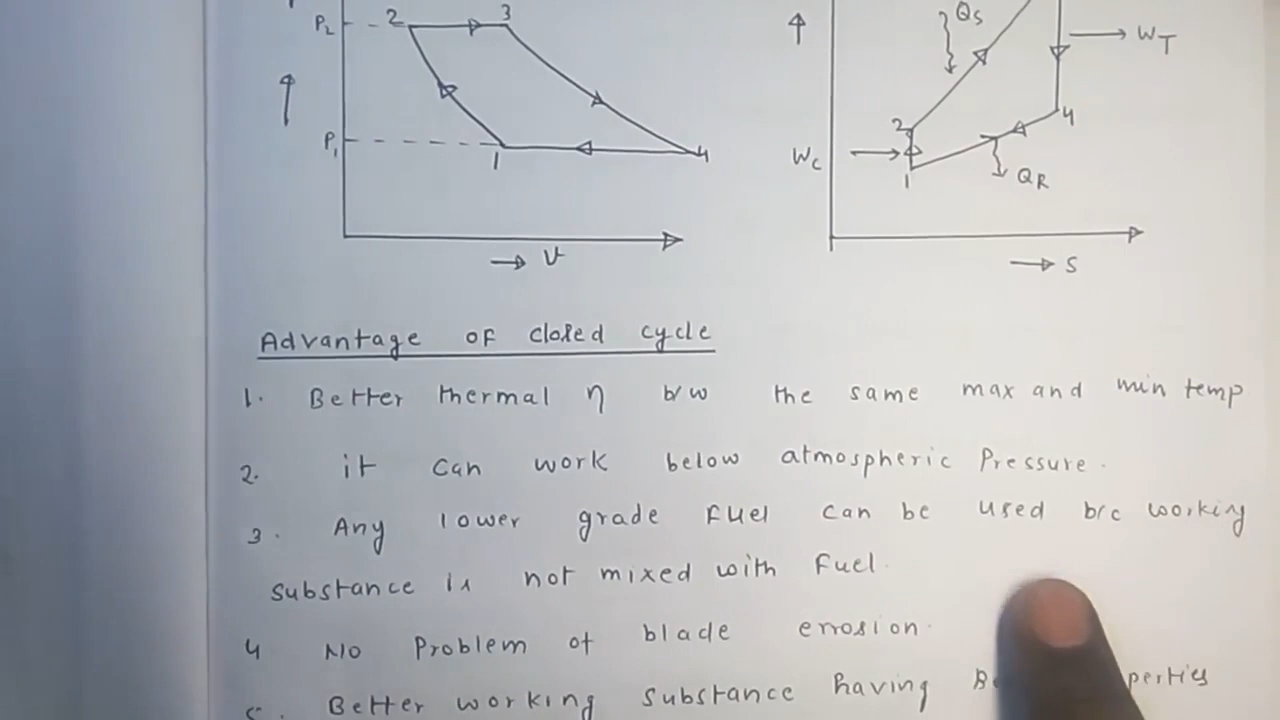 P2 2 3
P1 1 4
→ V
Qs
→ WT
2 4
Wc → 1 QR
→ S
Advantage of closed cycle
1. Better thermal η b/w the same max and min temp
2. it can work below atmospheric Pressure.
3. Any lower grade Fuel can be used b/c working
substance is not mixed with Fuel.
4 No Problem of blade errosion.
5. Better working substance having